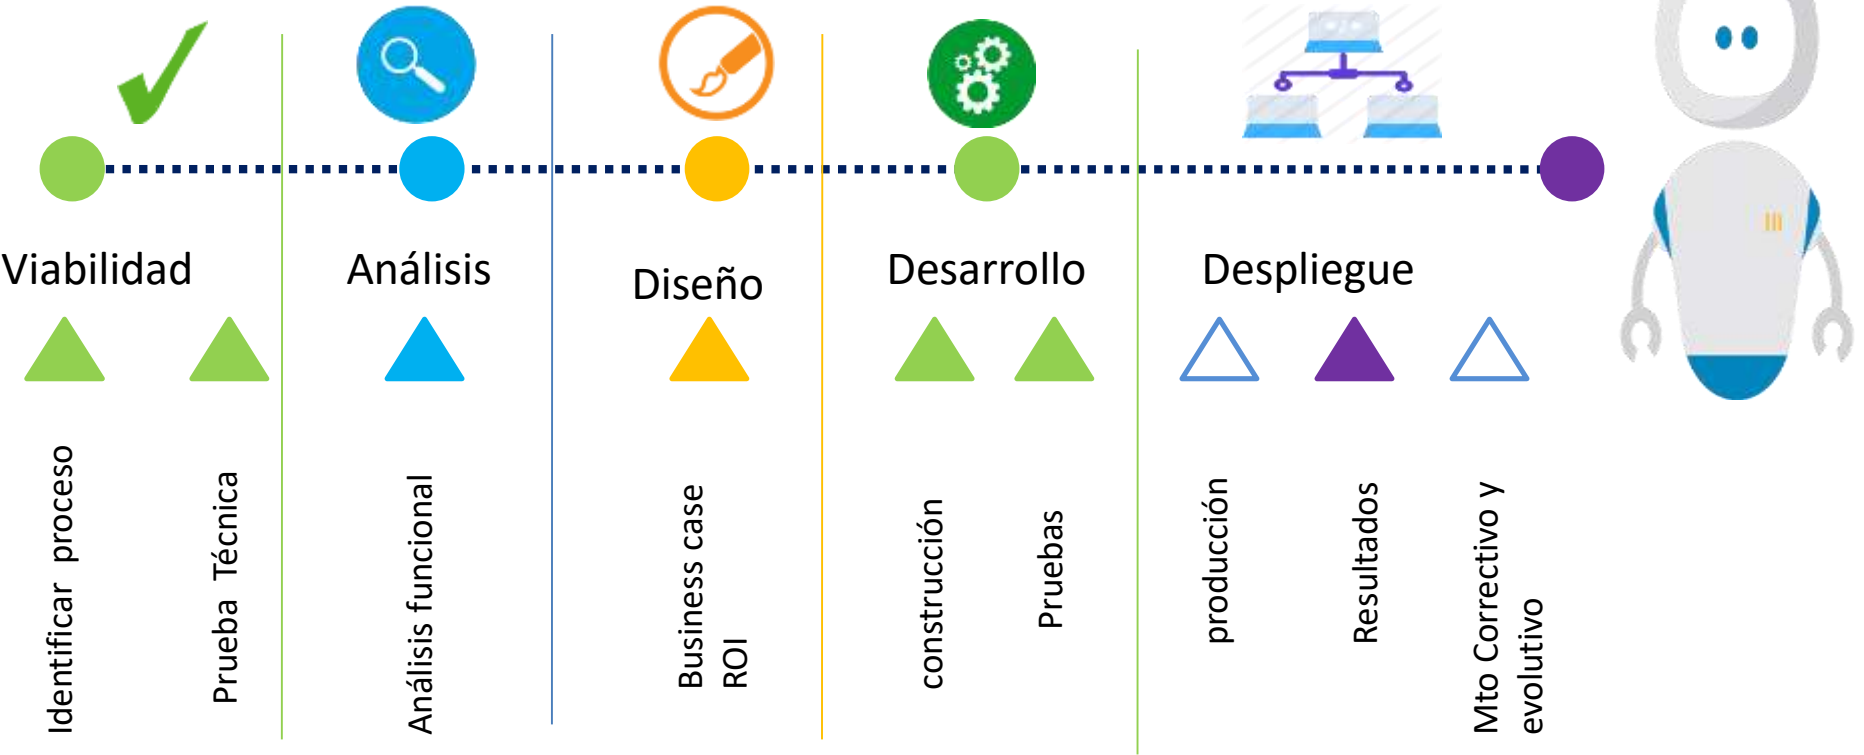 Viabilidad
Análisis
Diseño
Desarrollo
Despliegue
Identificar proceso
Prueba Técnica
Análisis funcional
Business case
ROI
construcción
Pruebas
producción
Resultados
Mto Correctivo y
evolutivo